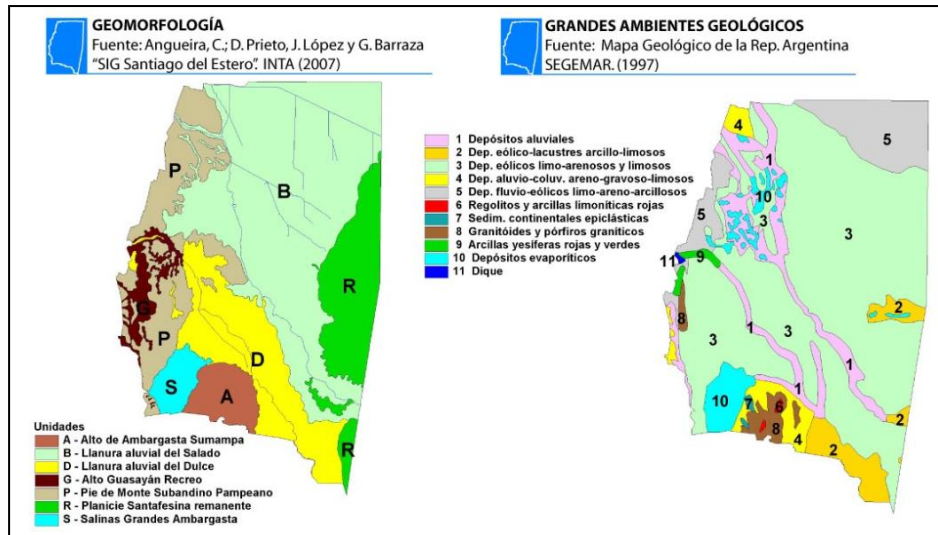 GEOMORFOLOGÍA
Fuente: Angueira, C.; D. Prieto, J. López y G. Barraza
"SIG Santiago del Estero". INTA (2007)
P
B
R
G
P
D
S
A
R
Unidades
A - Alto de Ambargasta Sumampa
B - Llanura aluvial del Salado
D - Llanura aluvial del Dulce
G - Alto Guasayán Recreo
P - Pie de Monte Subandino Pampeano
R - Planicie Santafesina remanente
S - Salinas Grandes Ambargasta
GRANDES AMBIENTES GEOLÓGICOS
Fuente: Mapa Geológico de la Rep. Argentina
SEGEMAR. (1997)
1 Depósitos aluviales
2 Dep. eólico-lacustres arcillo-limosos
3 Dep. eólicos limo-arenosos y limosos
4 Dep. aluvio-coluv. areno-gravoso-limosos
5 Dep. fluvio-eólicos limo-areno-arcillosos
6 Regolitos y arcillas limoníticas rojas
7 Sedim. continentales epiclásticas
8 Granitóides y pórfiros graníticos
9 Arcillas yesíferas rojas y verdes
10 Depósitos evaporíticos
11 Dique
4
5
1
10
5
3
3
11
9
2
8
1
3
3
1
10
7
6
1
8
4
2
2